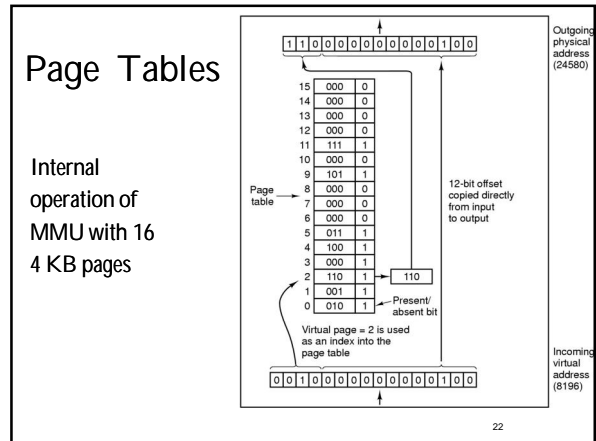 Page Tables
Internal
operation of
MMU with 16
4 KB pages
Outgoing
physical
address
(24580)
1 1 0 0 0 0 0 0 0 0 0 0 1 0 0
15 000 0
14 000 0
13 000 0
12 000 0
11 111 1
10 000 0
9 101 1
8 000 0
7 000 0
6 000 0
5 011 1
4 100 1
3 000 1
2 110 1
1 001 1
0 010 1
Page
table
110
12-bit offset
copied directly
from input
to output
Present/
absent bit
Virtual page = 2 is used
as an index into the
page table
0 0 1 0 0 0 0 0 0 0 0 0 0 1 0 0
Incoming
virtual
address
(8196)
22